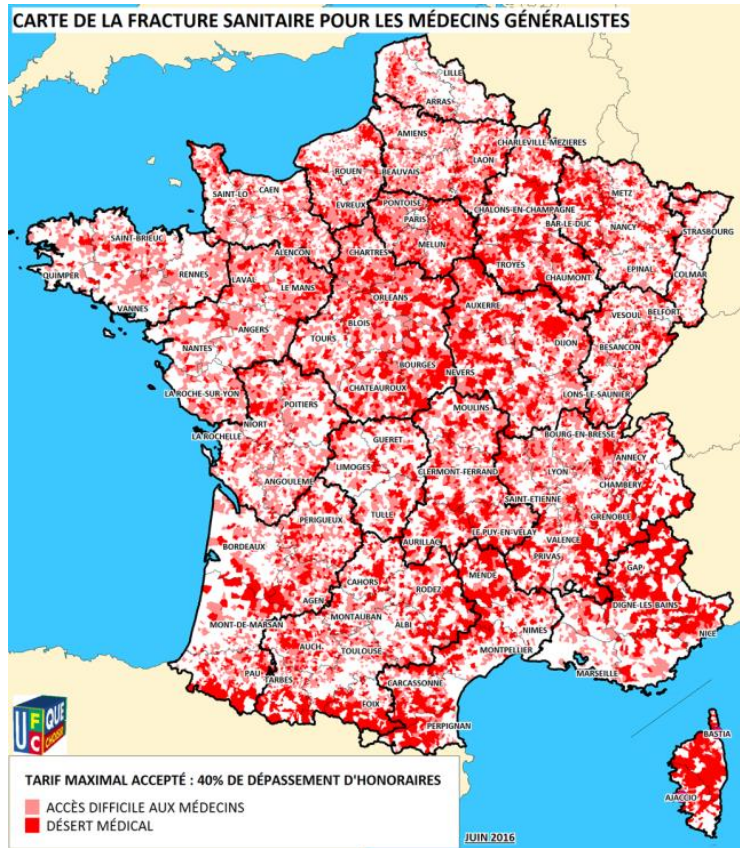 CARTE DE LA FRACTURE SANITAIRE POUR LES MÉDECINS GÉNÉRALISTES
LILLE
ARRAS
AMIENS
CHARLEVILLE-MEZIERES
LAON
ROUEN
BEAUVAIS
CAEN
SAINT-LO
EVREUX
PONTOISE
PARIS
MELUN
CHALONS-EN-CHAMPAGNE
BAR-LE-DUC
METZ
NANCY
STRASBOURG
SAINT-BRIEUC
ALENCON
CHARTRES
TROYES
CHAUMONT
EPINAL
COLMAR
QUIMPER
RENNES
LAVAL
LE MANS
ORLEANS
AUXERRE
VANNES
ANGERS
BLOIS
TOURS
DIJON
VESOUL
BELFORT
BESANCON
NANTES
BOURGES
NEVERS
CHATEAUROUX
LONS-LE-SAUNIER
LA ROCHE-SUR-YON
POITIERS
MOULINS
NIORT
LA ROCHELLE
GUERET
BOURG-EN-BRESSE
ANNECY
LIMOGES
CLERMONT-FERRAND
LYON
ANGOULEME
CHAMBERY
SAINT-ETIENNE
TULLE
GRENOBLE
PERIGUEUX
LE PUY-EN-VELAY
AURILLAC
VALENCE
BORDEAUX
PRIVAS
CAHORS
RODEZ
MENDE
GAP
AGEN
MONT-DE-MARSAN
MONTAUBAN
ALBI
DIGNE-LES-BAINS
NIMES
NICE
AUCH
TOULOUSE
MONTPELLIER
PAU
TARBES
CARCASSONNE
MARSEILLE
FOIX
PERPIGNAN
BASTIA
AJACCIO
UFC QUE CHOISIR
TARIF MAXIMAL ACCEPTÉ : 40% DE DÉPASSEMENT D'HONORAIRES
ACCÈS DIFFICILE AUX MÉDECINS
DÉSERT MÉDICAL
JUIN 2016